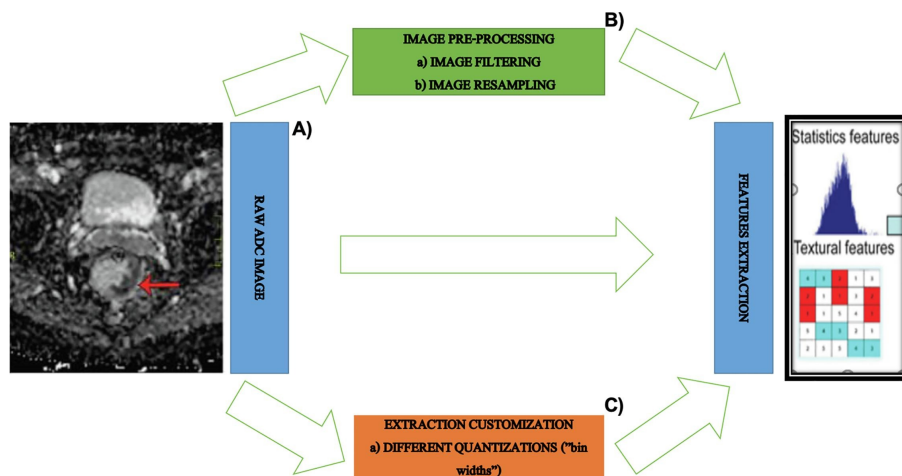 B)
IMAGE PRE-PROCESSING
a) IMAGE FILTERING
b) IMAGE RESAMPLING
A)
RAW ADC IMAGE
FEATURES EXTRACTION
Statistics features
Textural features
C)
EXTRACTION CUSTOMIZATION
a) DIFFERENT QUANTIZATIONS ("bin
widths")